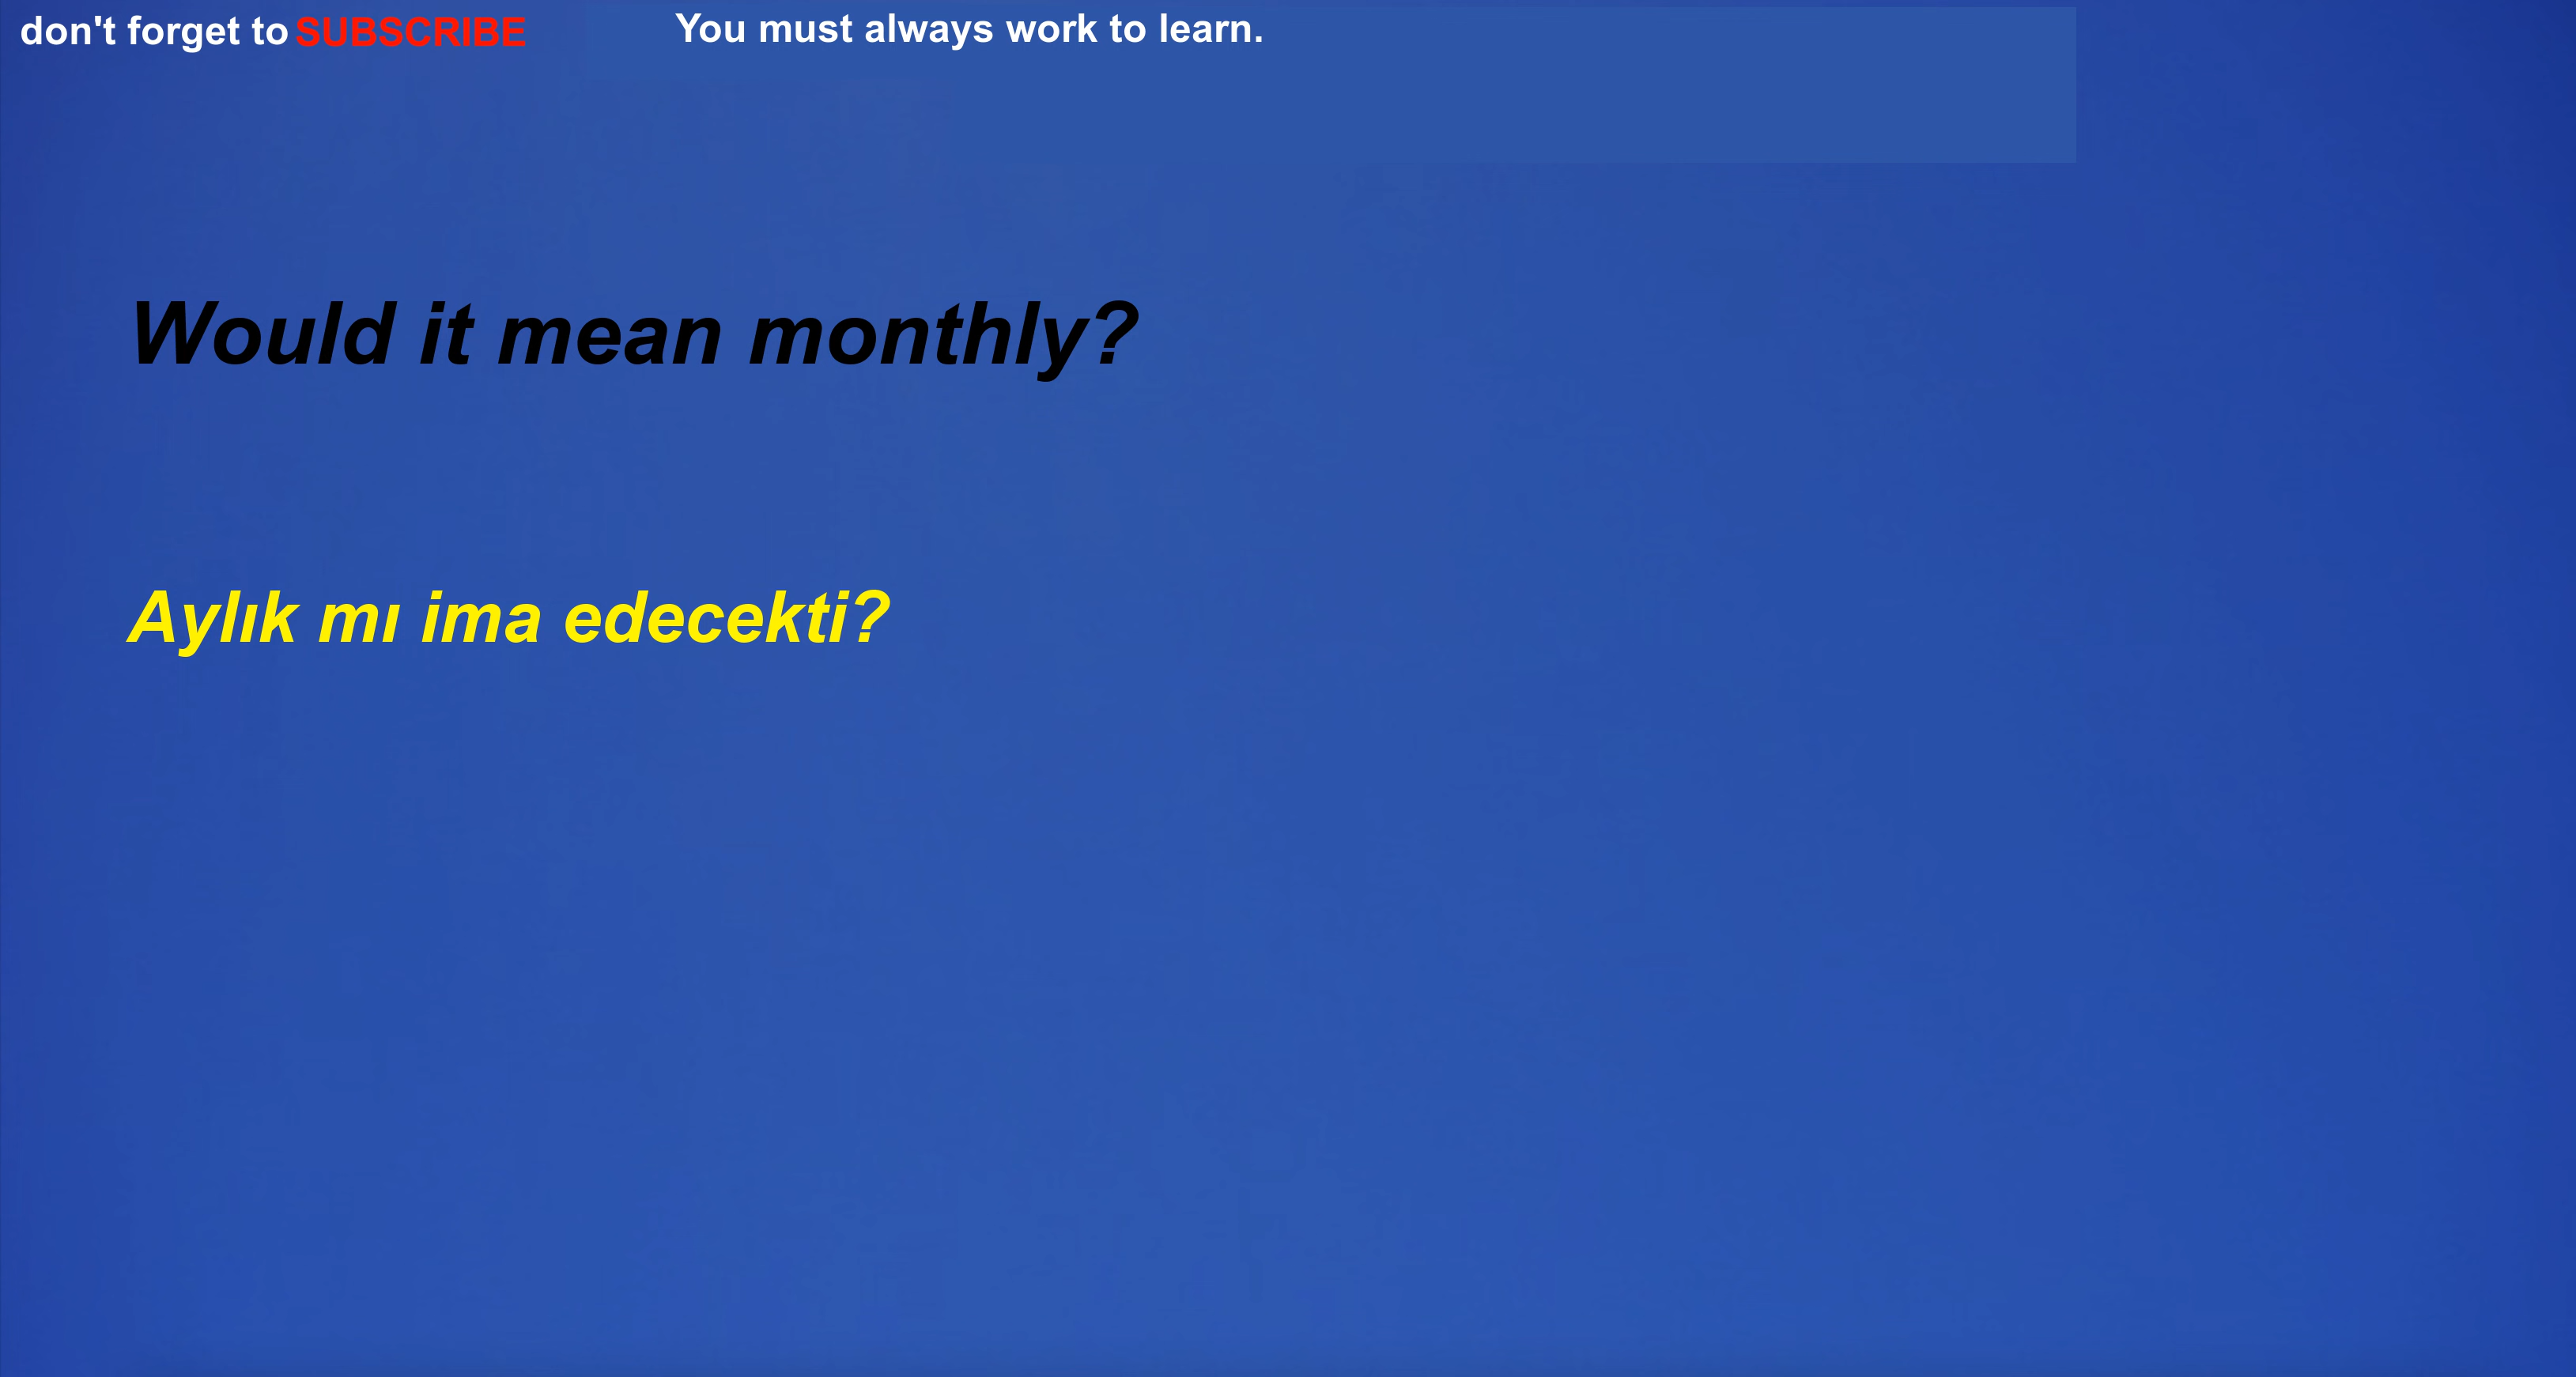 don't forget to SUBSCRIBE
You must always work to learn.
Would it mean monthly?
Aylık mı ima edecekti?